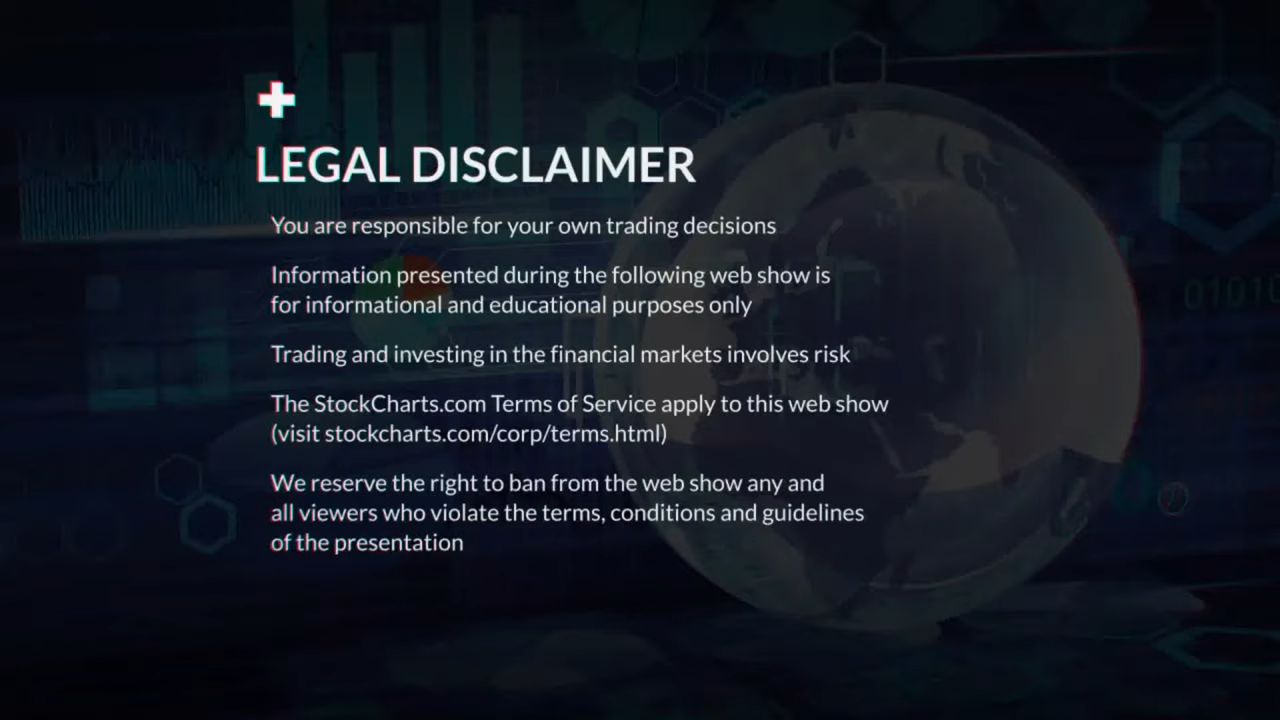 LEGAL DISCLAIMER
You are responsible for your own trading decisions
Information presented during the following web show is
for informational and educational purposes only
Trading and investing in the financial markets involves risk
The StockCharts.com Terms of Service apply to this web show
(visit stockcharts.com/corp/terms.html)
We reserve the right to ban from the web show any and
all viewers who violate the terms, conditions and guidelines
of the presentation